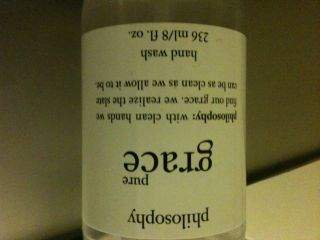 philosophy
pure
grace
philosophy: with clean hands we
find our grace. we realize the slate
can be as clean as we allow it to be.
hand wash
236 ml/8 fl. oz.